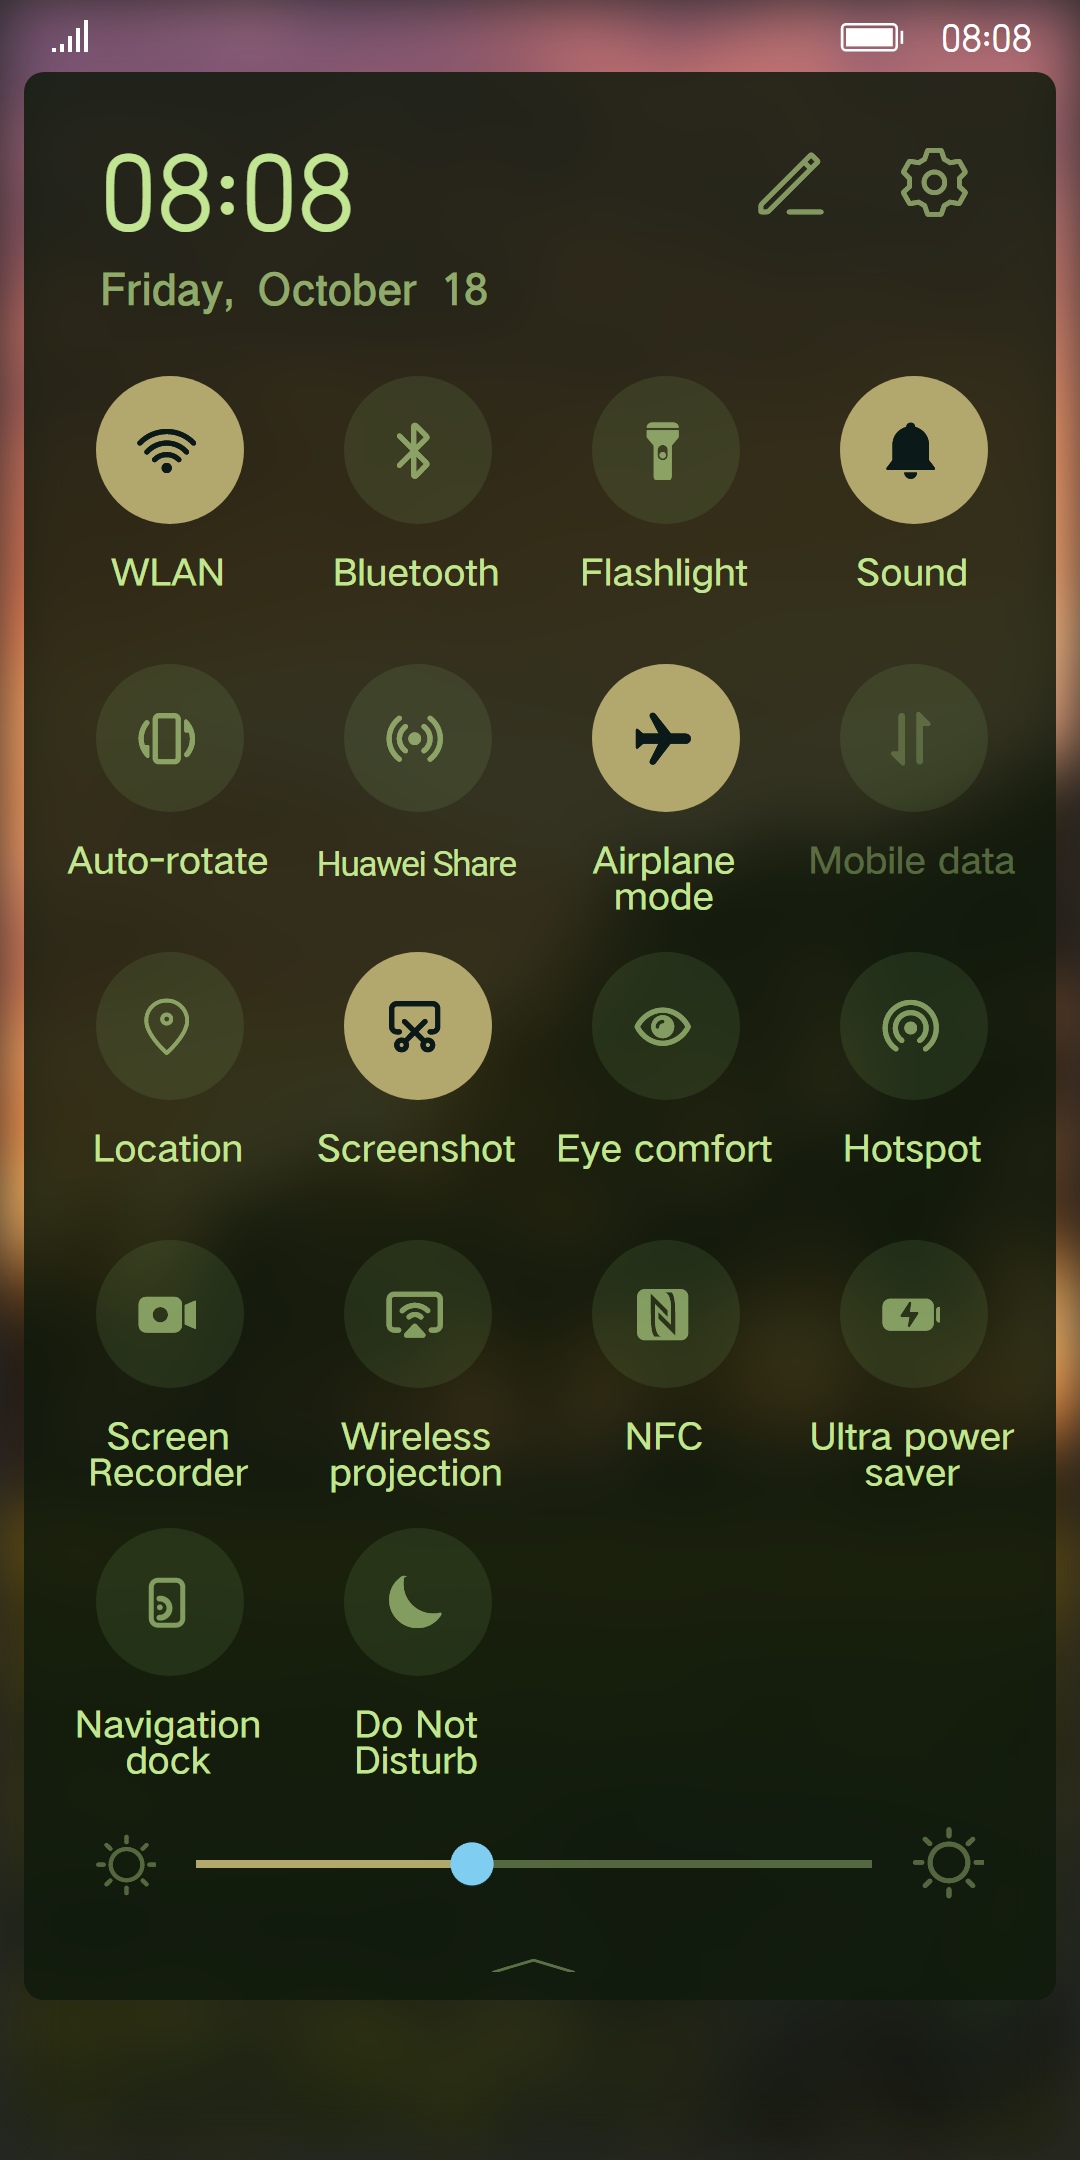 08:08
08:08
Friday, October 18
WLAN
Bluetooth
Flashlight
Sound
Auto-rotate
Huawei Share
Airplane
mode
Mobile data
Location
Screenshot
Eye comfort
Hotspot
Screen
Recorder
Wireless
projection
NFC
Ultra power
saver
Navigation
dock
Do Not
Disturb